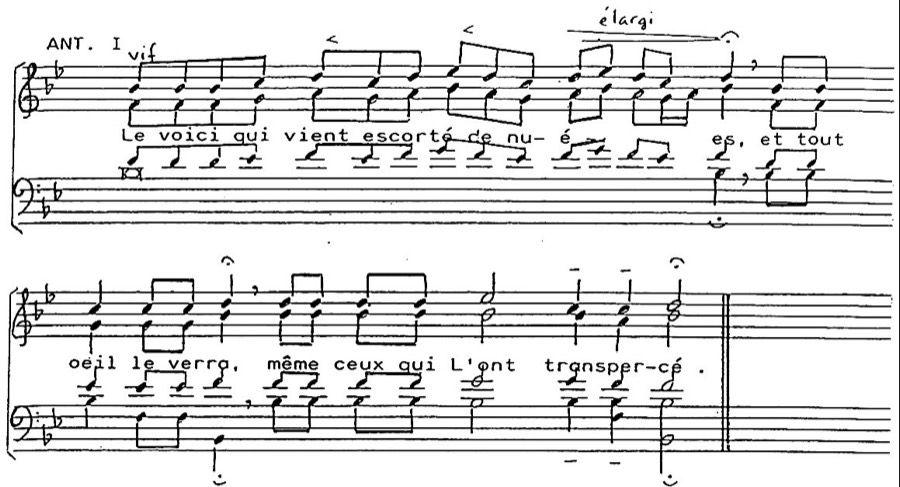 élargi
ANT. I
vif
Le voici qui vient escorté de nu- é - es, et tout
oeil le verra, même ceux qui L'ont transper-cé .